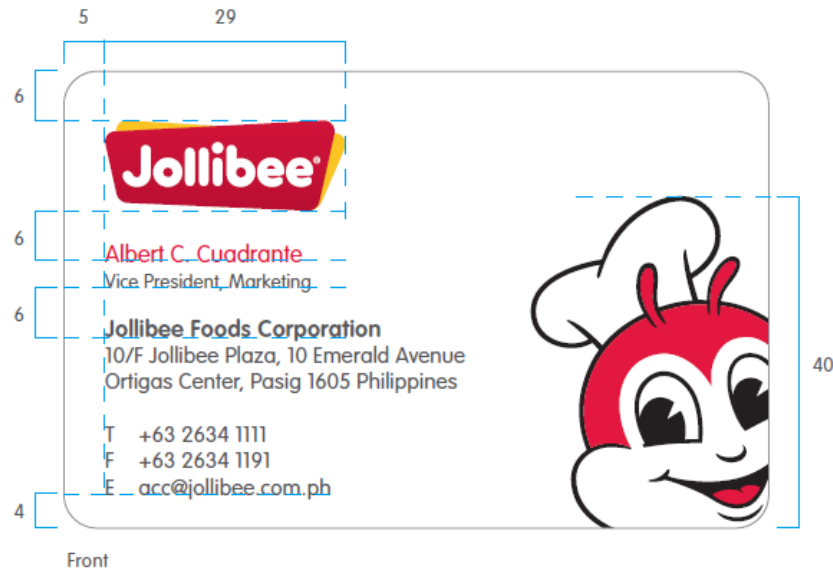 5 29
6
Jollibee®
6
Albert C. Cuadrante
Vice President, Marketing
6
Jollibee Foods Corporation
10/F Jollibee Plaza, 10 Emerald Avenue
Ortigas Center, Pasig 1605 Philippines
40
T +63 2634 1111
F +63 2634 1191
E acc@jollibee.com.ph
4
Front